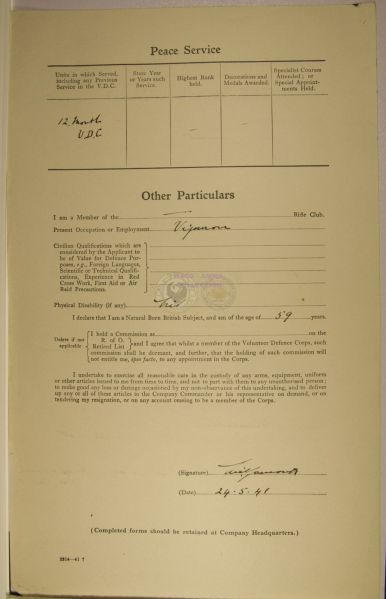 Peace Service
Units in which Served, including any Previous Service in the V.D.C.
State Year or Years such Service.
Highest Rank held.
Decorations and Medals Awarded.
Specialist Courses Attended; or Special Appointments Held.
12 Months
V.D.C.
Other Particulars
I am a Member of the Rifle Club.
Present Occupation or Employment
Civilian Qualifications which are
considered by the Applicant to
be of Value for Defence Purposes,
e.g., Foreign Languages,
Scientific or Technical Qualifications,
Experience in Red
Cross Work, First Aid or Air
Raid Precautions.
Physical Disability (if any). Nil
I declare that I am a Natural Born British Subject, and am of the age of 59 years.
Delete if not applicable
I hold a Commission as on the
R. of O. Retired List } and I agree that whilst a member of the Volunteer Defence Corps, such
commission shall be dormant, and further, that the holding of such commission will
not entitle me, ipso facto, to any appointment in the Corps.
I undertake to exercise all reasonable care in the custody of any arms, equipment, uniform
or other articles issued to me from time to time, and not to part with them to any unauthorised person;
to make good any loss or damage occasioned by my non-observance of this undertaking, and to deliver
up any or all of those articles to the Company Commander or his representative on demand, or on
tendering my resignation, or on any account ceasing to be a member of the Corps.
(Signature)
(Date) 24-5-41
(Completed forms should be retained at Company Headquarters.)
2314—41 †